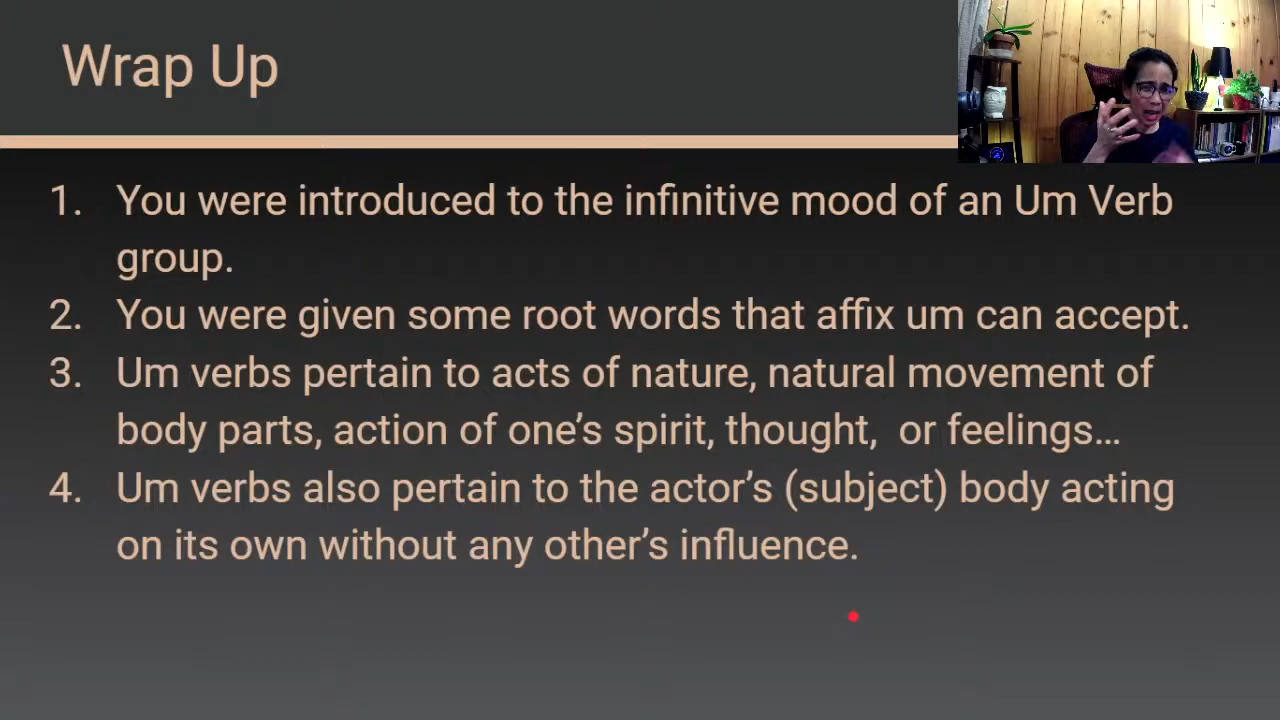 Wrap Up
1. You were introduced to the infinitive mood of an Um Verb
group.
2. You were given some root words that affix um can accept.
3. Um verbs pertain to acts of nature, natural movement of
body parts, action of one’s spirit, thought,  or feelings…
4. Um verbs also pertain to the actor’s (subject) body acting
on its own without any other’s influence.